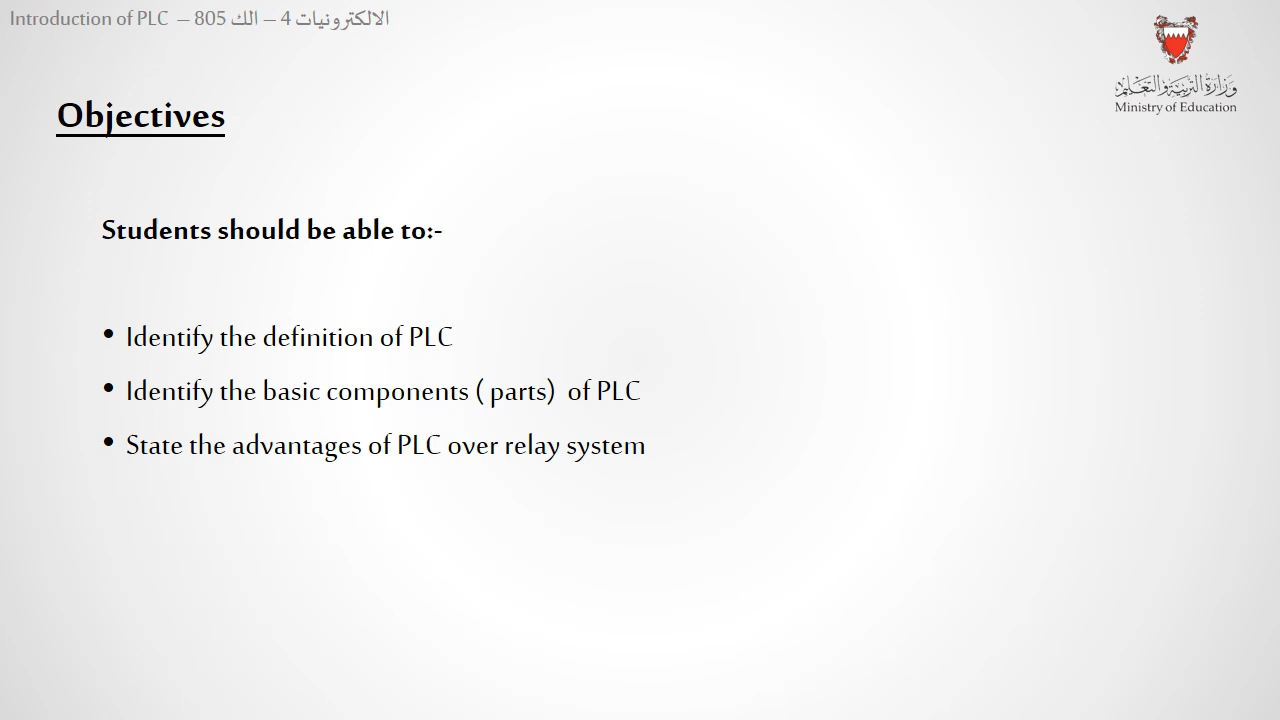 Introduction of PLC – 805 الالكترونيات 4 – الك
وزارة التربية والتعليم
Ministry of Education
Objectives
Students should be able to:-
• Identify the definition of PLC
• Identify the basic components ( parts) of PLC
• State the advantages of PLC over relay system